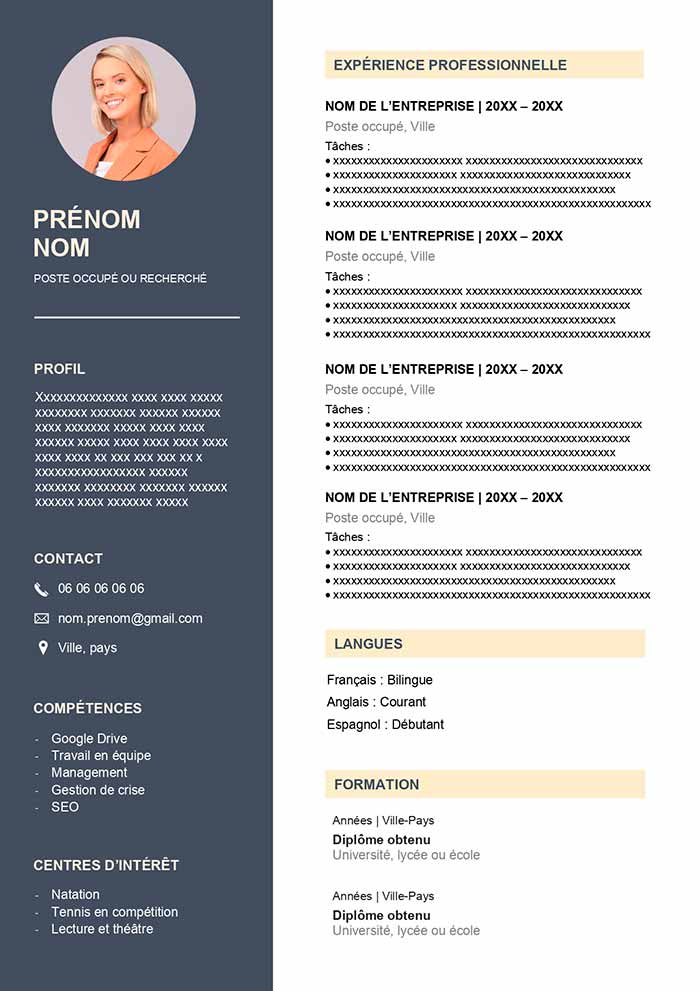 PRÉNOM
NOM
POSTE OCCUPÉ OU RECHERCHÉ
PROFIL
Xxxxxxxxxxxxxx xxxx xxxx xxxxx
xxxxxxxx xxxxxxx xxxxxx xxxxxx
xxxx xxxxxxx xxxxx xxxx xxxx
xxxxxx xxxxx xxxx xxxx xxxx xxxx
xxxx xxxx xx xxx xxx xxx xx x
xxxxxxxxxxxxxxxxx xxxxxx
xxxxxxx xxxxxxxx xxxxxxx xxxxxx
xxxxxx xxxx xxxxxxx xxxxx
CONTACT
06 06 06 06 06
nom.prenom@gmail.com
Ville, pays
COMPÉTENCES
- Google Drive
- Travail en équipe
- Management
- Gestion de crise
- SEO
CENTRES D'INTÉRÊT
- Natation
- Tennis en compétition
- Lecture et théâtre
EXPÉRIENCE PROFESSIONNELLE
NOM DE L'ENTREPRISE | 20XX – 20XX
Poste occupé, Ville
Tâches :
• xxxxxxxxxxxxxxxxxxxxxx xxxxxxxxxxxxxxxxxxxxxxxxxxxxxx
• xxxxxxxxxxxxxxxxxxxxx xxxxxxxxxxxxxxxxxxxxxxxxxxxxx
• xxxxxxxxxxxxxxxxxxxxxxxxxxxxxxxxxxxxxxxxxxxxxxxx
• xxxxxxxxxxxxxxxxxxxxxxxxxxxxxxxxxxxxxxxxxxxxxxxxxxxxxx
NOM DE L'ENTREPRISE | 20XX – 20XX
Poste occupé, Ville
Tâches :
• xxxxxxxxxxxxxxxxxxxxxx xxxxxxxxxxxxxxxxxxxxxxxxxxxxxx
• xxxxxxxxxxxxxxxxxxxxx xxxxxxxxxxxxxxxxxxxxxxxxxxxxx
• xxxxxxxxxxxxxxxxxxxxxxxxxxxxxxxxxxxxxxxxxxxxxxxx
• xxxxxxxxxxxxxxxxxxxxxxxxxxxxxxxxxxxxxxxxxxxxxxxxxxxxxx
NOM DE L'ENTREPRISE | 20XX – 20XX
Poste occupé, Ville
Tâches :
• xxxxxxxxxxxxxxxxxxxxxx xxxxxxxxxxxxxxxxxxxxxxxxxxxxxx
• xxxxxxxxxxxxxxxxxxxxx xxxxxxxxxxxxxxxxxxxxxxxxxxxxx
• xxxxxxxxxxxxxxxxxxxxxxxxxxxxxxxxxxxxxxxxxxxxxxxx
• xxxxxxxxxxxxxxxxxxxxxxxxxxxxxxxxxxxxxxxxxxxxxxxxxxxxxx
NOM DE L'ENTREPRISE | 20XX – 20XX
Poste occupé, Ville
Tâches :
• xxxxxxxxxxxxxxxxxxxxxx xxxxxxxxxxxxxxxxxxxxxxxxxxxxxx
• xxxxxxxxxxxxxxxxxxxxx xxxxxxxxxxxxxxxxxxxxxxxxxxxxx
• xxxxxxxxxxxxxxxxxxxxxxxxxxxxxxxxxxxxxxxxxxxxxxxx
• xxxxxxxxxxxxxxxxxxxxxxxxxxxxxxxxxxxxxxxxxxxxxxxxxxxxxx
LANGUES
Français : Bilingue
Anglais : Courant
Espagnol : Débutant
FORMATION
Années | Ville-Pays
Diplôme obtenu
Université, lycée ou école
Années | Ville-Pays
Diplôme obtenu
Université, lycée ou école